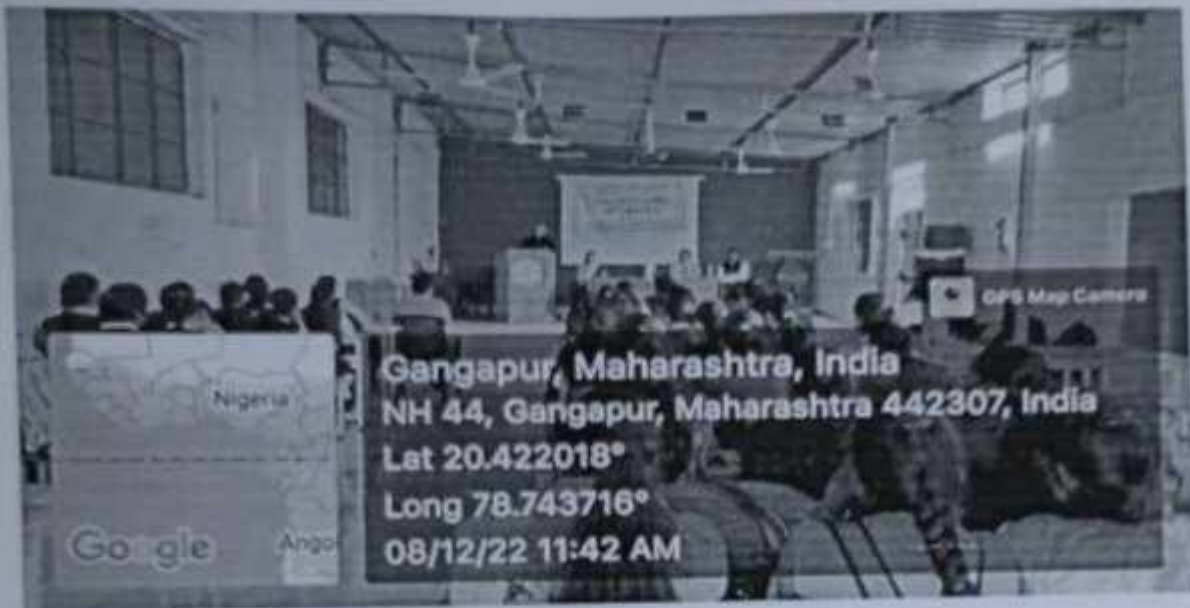 GPS Map Camera
Gangapur, Maharashtra, India
NH 44, Gangapur, Maharashtra 442307, India
Lat 20.422018°
Long 78.743716°
08/12/22 11:42 AM
Nigeria
Google
Ango